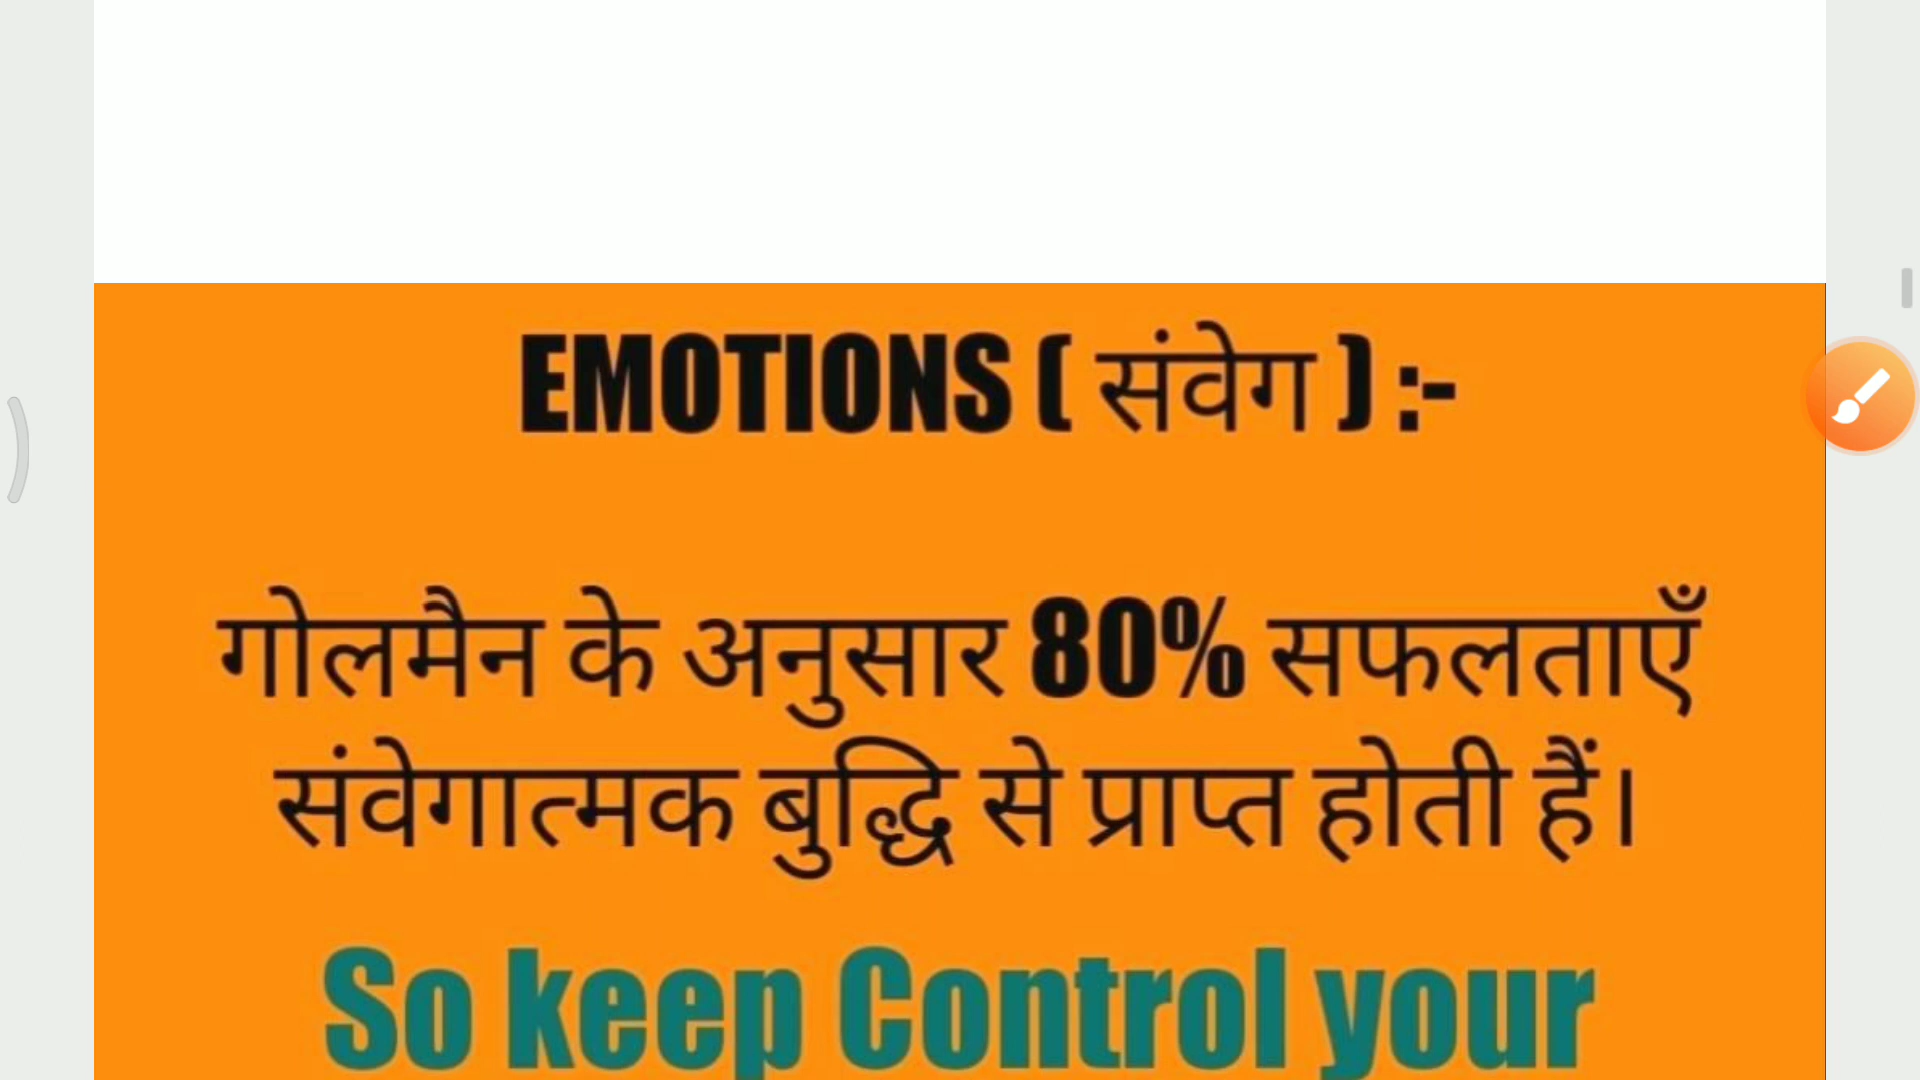 EMOTIONS ( संवेग ) :-
गोलमैन के अनुसार 80% सफलताएँ
संवेगात्मक बुद्धि से प्राप्त होती हैं।
So keep Control your